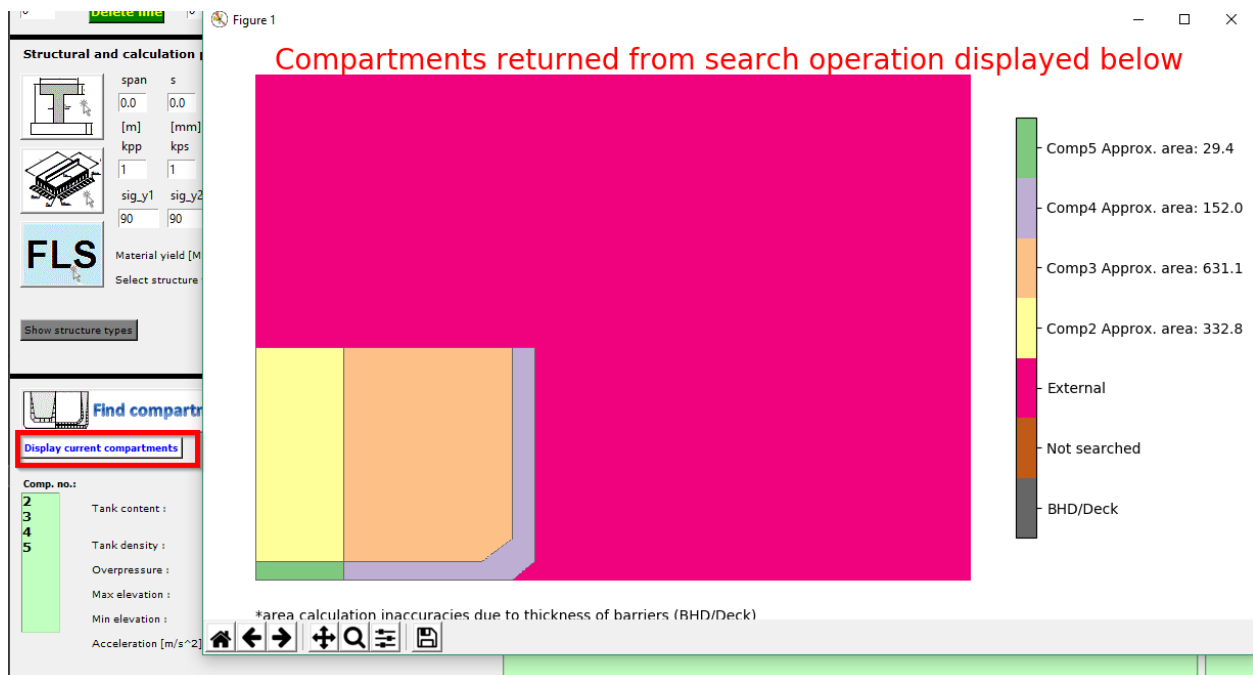 Delete line
Figure 1
Structural and calculation
span s
0.0 0.0
[m] [mm]
kpp kps
1 1
sig_y1 sig_y2
90 90
FLS
Material yield [M
Select structure
Show structure types
Find compartr
Display current compartments
Comp. no.:
2
3
4
5
Tank content :
Tank density :
Overpressure :
Max elevation :
Min elevation :
Acceleration [m/s^2]
Compartments returned from search operation displayed below
Comp5 Approx. area: 29.4
Comp4 Approx. area: 152.0
Comp3 Approx. area: 631.1
Comp2 Approx. area: 332.8
External
Not searched
BHD/Deck
*area calculation inaccuracies due to thickness of barriers (BHD/Deck)